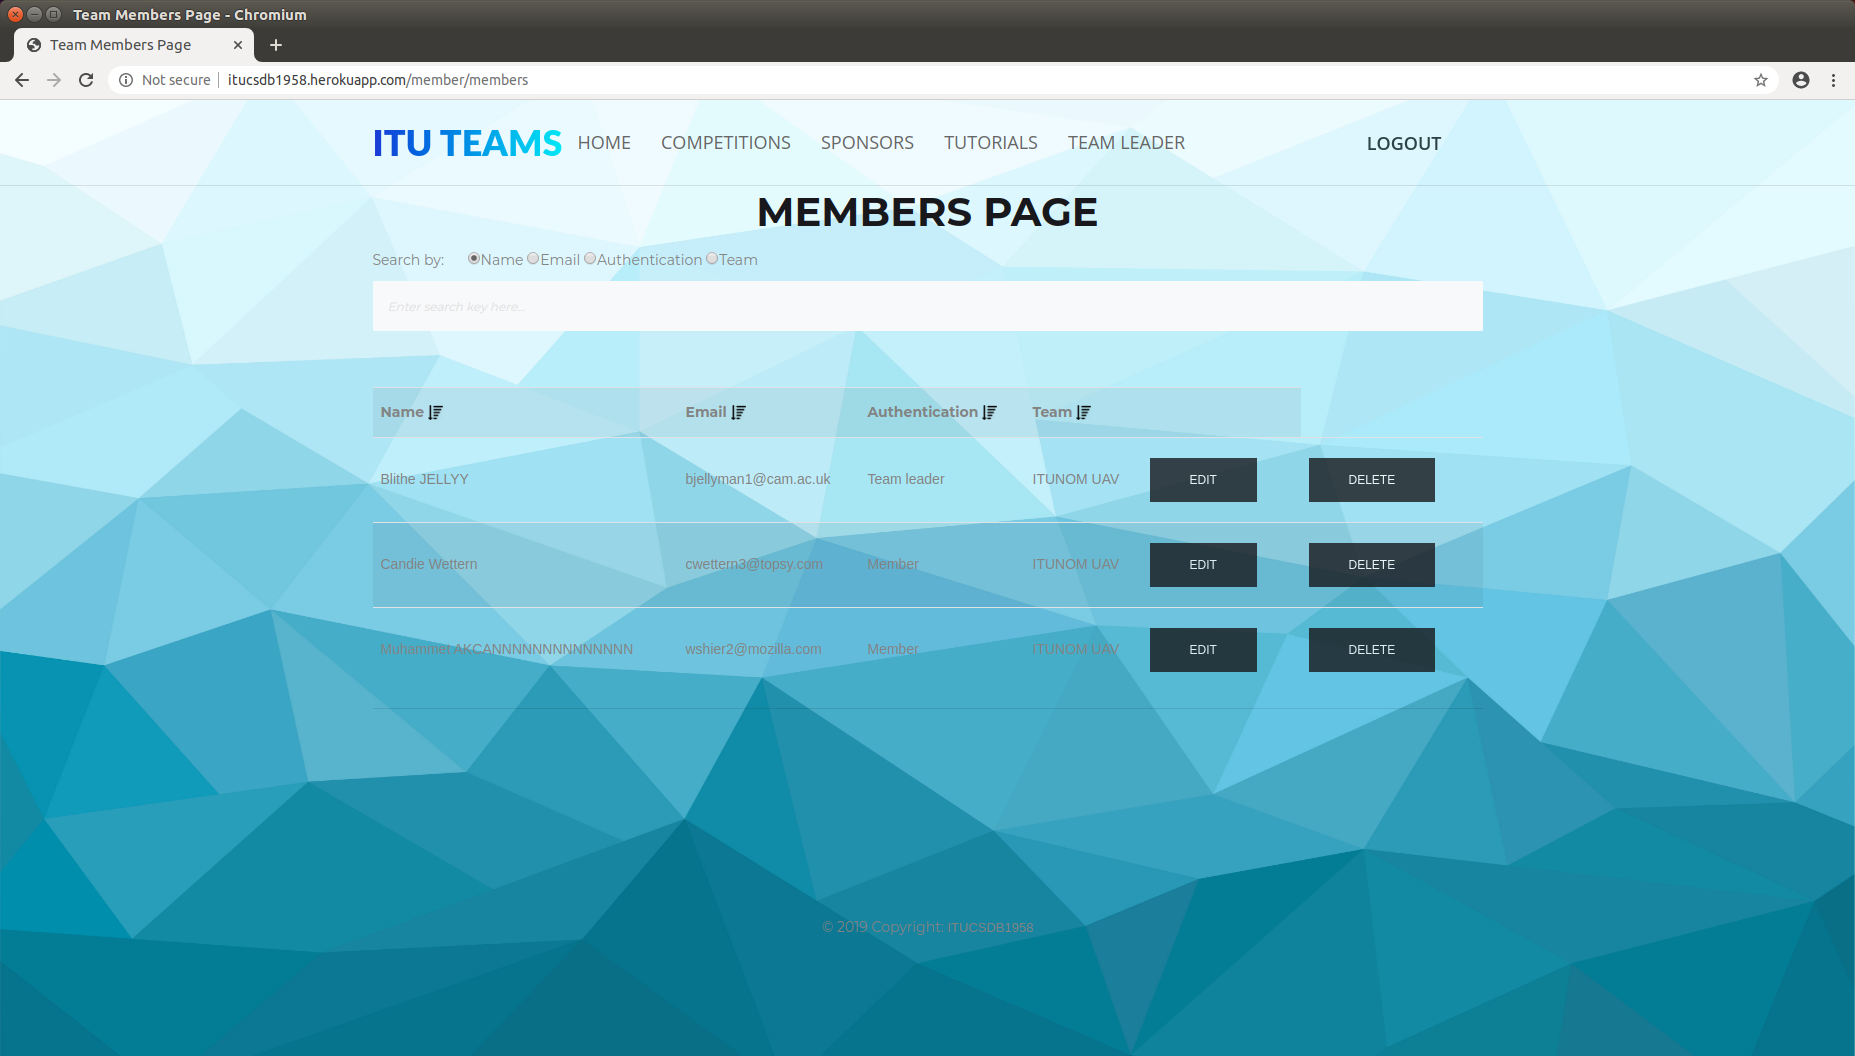 Team Members Page - Chromium
Team Members Page
Not secure itucsdb1958.herokuapp.com/member/members
ITU TEAMS HOME COMPETITIONS SPONSORS TUTORIALS TEAM LEADER LOGOUT
MEMBERS PAGE
Search by: Name Email Authentication Team
Enter search key here...
Name Email Authentication Team
Blithe JELLYY bjellyman1@cam.ac.uk Team leader ITUNOM UAV EDIT DELETE
Candie Wettern cwettern3@topsy.com Member ITUNOM UAV EDIT DELETE
Muhammet AKCANNNNNNNNNNNNNN wshier2@mozilla.com Member ITUNOM UAV EDIT DELETE
© 2019 Copyright: ITUCSDB1958